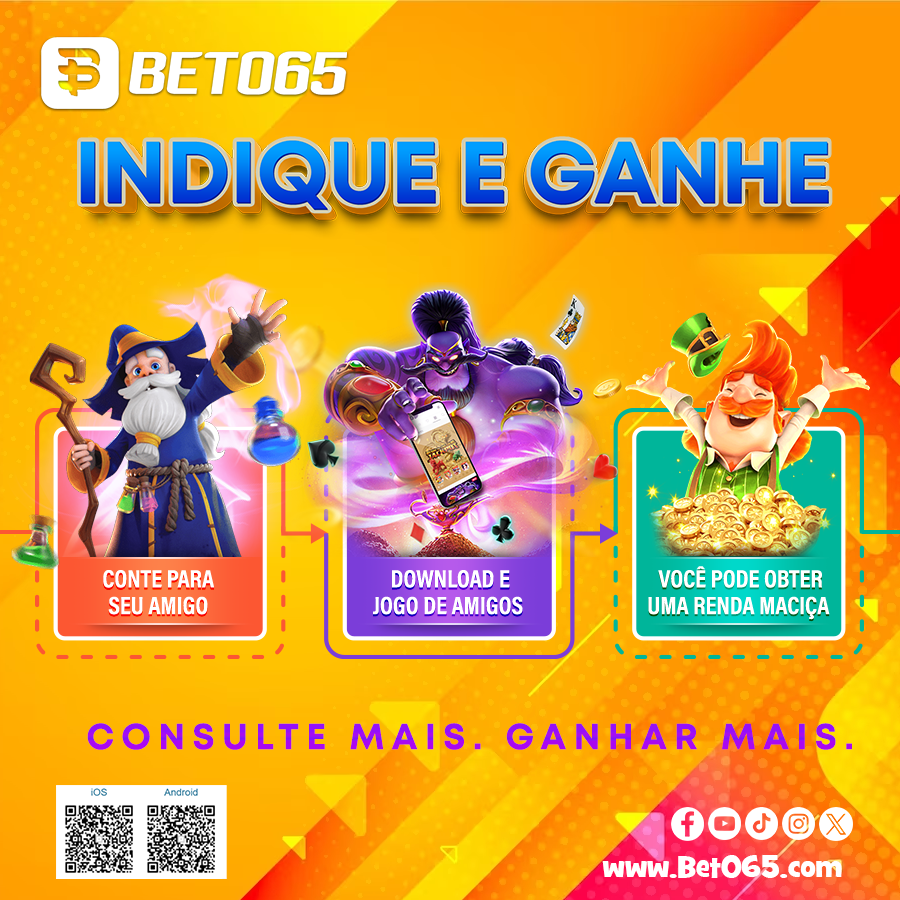 BET065
INDIQUE E GANHE
CONTE PARA
SEU AMIGO
DOWNLOAD E
JOGO DE AMIGOS
VOCÊ PODE OBTER
UMA RENDA MACIÇA
CONSULTE MAIS. GANHAR MAIS.
iOS Android
www.Bet065.com